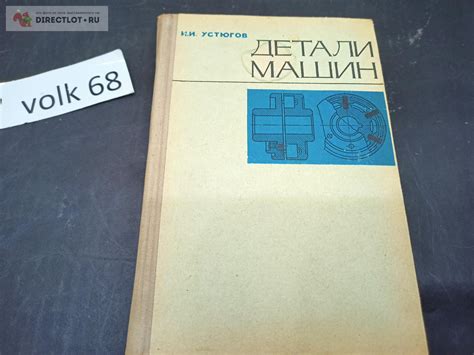 DIRECTLOT.RU
volk 68
И.И. УСТЮГОВ
ДЕТАЛИ
МАШИН